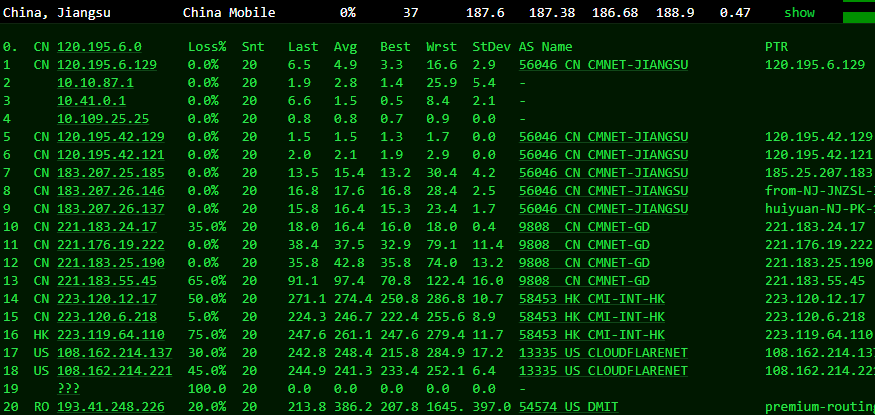 China, Jiangsu China Mobile 0% 37 187.6 187.38 186.68 188.9 0.47 show
0. CN 120.195.6.0 Loss% Snt Last Avg Best Wrst StDev AS Name PTR
1 CN 120.195.6.129 0.0% 20 6.5 4.9 3.3 16.6 2.9 56046 CN CMNET-JIANGSU 120.195.6.129
2 10.10.87.1 0.0% 20 1.9 2.8 1.4 25.9 5.4 -
3 10.41.0.1 0.0% 20 6.6 1.5 0.5 8.4 2.1 -
4 10.109.25.25 0.0% 20 0.8 0.8 0.7 0.9 0.0 -
5 CN 120.195.42.129 0.0% 20 1.5 1.5 1.3 1.7 0.0 56046 CN CMNET-JIANGSU 120.195.42.129
6 CN 120.195.42.121 0.0% 20 2.0 2.1 1.9 2.9 0.0 56046 CN CMNET-JIANGSU 120.195.42.121
7 CN 183.207.25.185 0.0% 20 13.5 15.4 13.2 30.4 4.2 56046 CN CMNET-JIANGSU 185.25.207.183
8 CN 183.207.26.146 0.0% 20 16.8 17.6 16.8 28.4 2.5 56046 CN CMNET-JIANGSU from-NJ-JNZSL-
9 CN 183.207.26.137 0.0% 20 15.8 16.4 15.3 23.4 1.7 56046 CN CMNET-JIANGSU huiyuan-NJ-PK-
10 CN 221.183.24.17 35.0% 20 18.0 16.4 16.0 18.0 0.4 9808 CN CMNET-GD 221.183.24.17
11 CN 221.176.19.222 0.0% 20 38.4 37.5 32.9 79.1 11.4 9808 CN CMNET-GD 221.176.19.222
12 CN 221.183.25.190 0.0% 20 35.8 42.8 35.8 74.0 13.2 9808 CN CMNET-GD 221.183.25.190
13 CN 221.183.55.45 65.0% 20 91.1 97.4 70.8 122.4 16.0 9808 CN CMNET-GD 221.183.55.45
14 CN 223.120.12.17 50.0% 20 271.1 274.4 250.8 286.8 10.7 58453 HK CMI-INT-HK 223.120.12.17
15 CN 223.120.6.218 5.0% 20 224.3 246.7 222.4 255.6 8.9 58453 HK CMI-INT-HK 223.120.6.218
16 HK 223.119.64.110 75.0% 20 247.6 261.1 247.6 279.4 11.7 58453 HK CMI-INT-HK 223.119.64.110
17 US 108.162.214.137 30.0% 20 242.8 248.4 215.8 284.9 17.2 13335 US CLOUDFLARENET 108.162.214.137
18 US 108.162.214.221 45.0% 20 244.9 241.3 233.4 252.1 6.4 13335 US CLOUDFLARENET 108.162.214.221
19 ??? 100.0 20 0.0 0.0 0.0 0.0 0.0 -
20 RO 193.41.248.226 20.0% 20 213.8 386.2 207.8 1645. 397.0 54574 US DMIT premium-routing